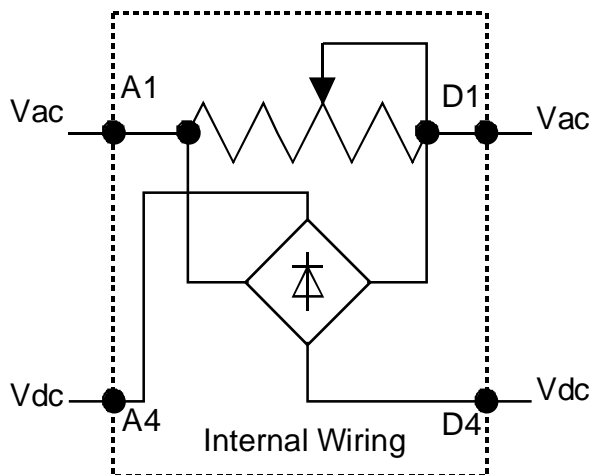 A1
D1
Vac
Vac
Vdc
Vdc
A4
D4
Internal Wiring